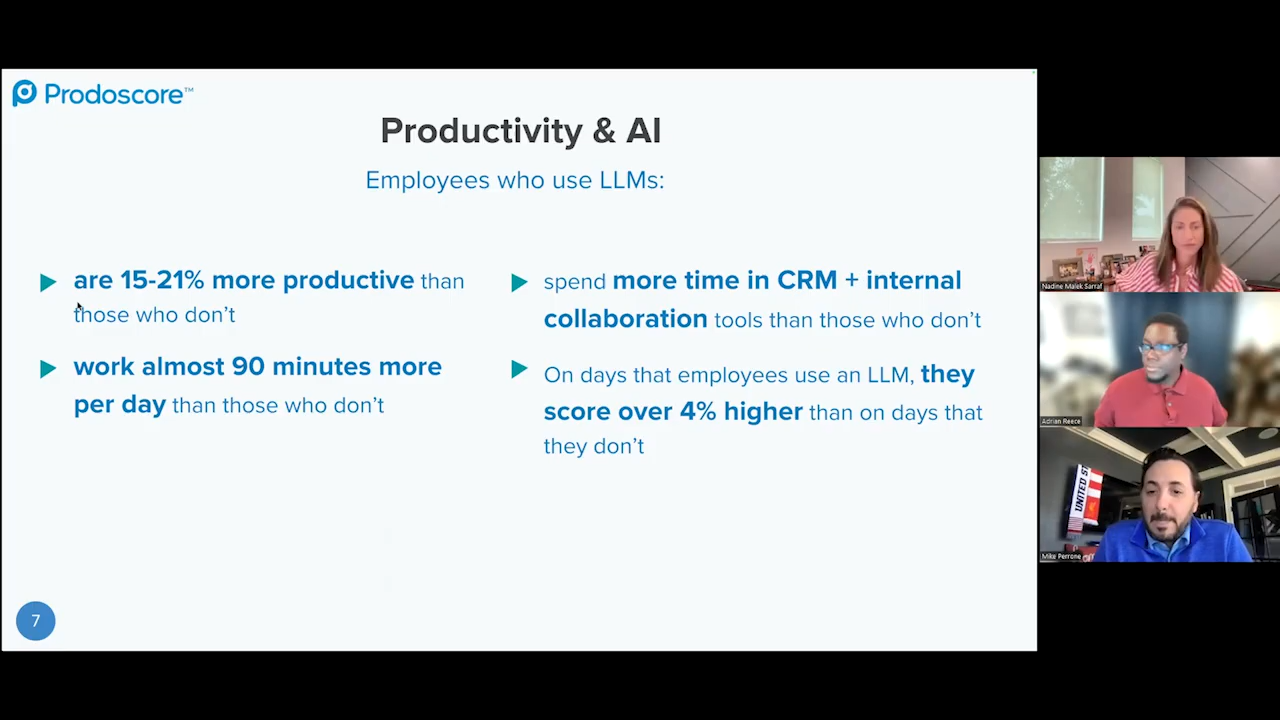 Prodoscore™
Productivity & AI
Employees who use LLMs:
are 15-21% more productive than
those who don't
work almost 90 minutes more
per day than those who don't
spend more time in CRM + internal
collaboration tools than those who don't
On days that employees use an LLM, they
score over 4% higher than on days that
they don't
7
Nadine Malek Sarraf
Adrian Reece
UNITED ST
Mike Perrone